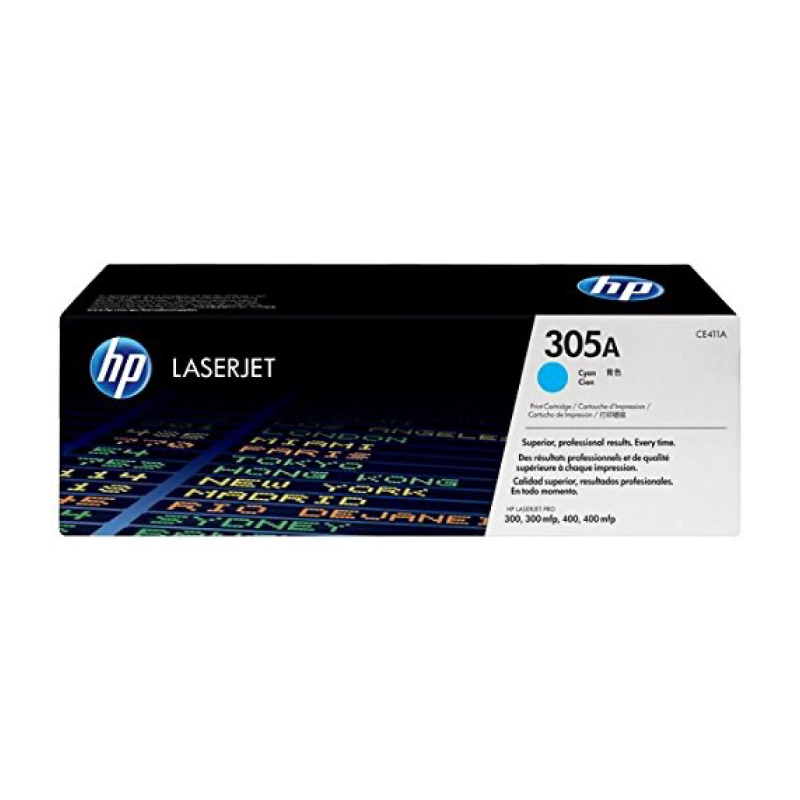 hp
hp
LASERJET
305A
CE411A
Cyan 青色
Cian
Print Cartridge / Cartouche d'Impression /
Cartucho de Impresión / 打印硒鼓
Superior, professional results. Every time.
Des résultats professionnels et de qualité
supérieure à chaque impression.
Calidad superior, resultados profesionales.
En todo momento.
HP LASERJET PRO
300, 300 mfp, 400, 400 mfp
ANGELES
LONDON
MIAMI
PARIS
TOKYO
HONG KONG
NEW YORK
MADRID
RIO DEJANEI
SYDNEY